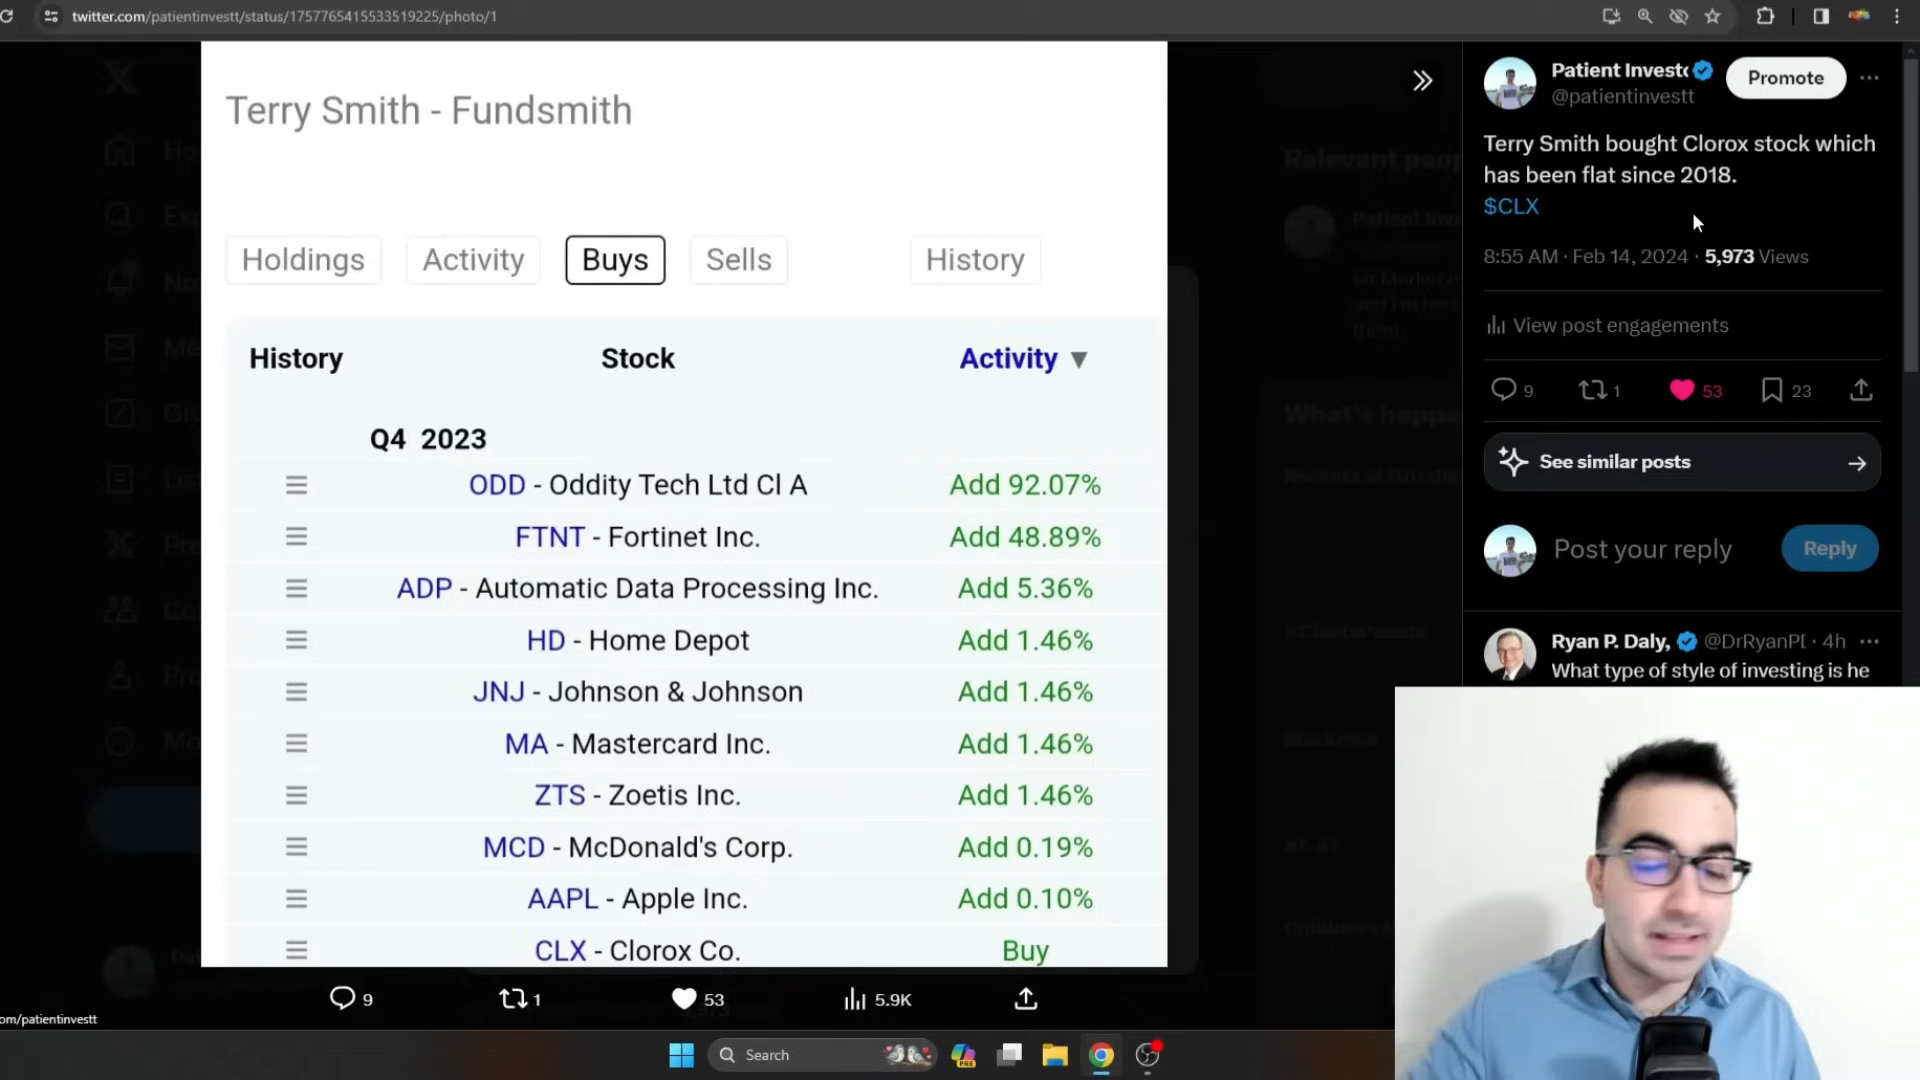 twitter.com/patientinvestt/status/1757765415533519225/photo/1
Terry Smith - Fundsmith
Holdings Activity Buys Sells History
History Stock Activity ▼
Q4 2023
ODD - Oddity Tech Ltd Cl A Add 92.07%
FTNT - Fortinet Inc. Add 48.89%
ADP - Automatic Data Processing Inc. Add 5.36%
HD - Home Depot Add 1.46%
JNJ - Johnson & Johnson Add 1.46%
MA - Mastercard Inc. Add 1.46%
ZTS - Zoetis Inc. Add 1.46%
MCD - McDonald's Corp. Add 0.19%
AAPL - Apple Inc. Add 0.10%
CLX - Clorox Co. Buy
9 1 53 5.9K
om/patientinvestt
Patient Investo
Promote
@patientinvestt
Terry Smith bought Clorox stock which
has been flat since 2018.
$CLX
8:55 AM · Feb 14, 2024 · 5,973 Views
View post engagements
9 1 53 23
See similar posts
Post your reply
Reply
Ryan P. Daly, @DrRyanP · 4h
What type of style of investing is he
Relevant peop
What's happe
Search
PRE